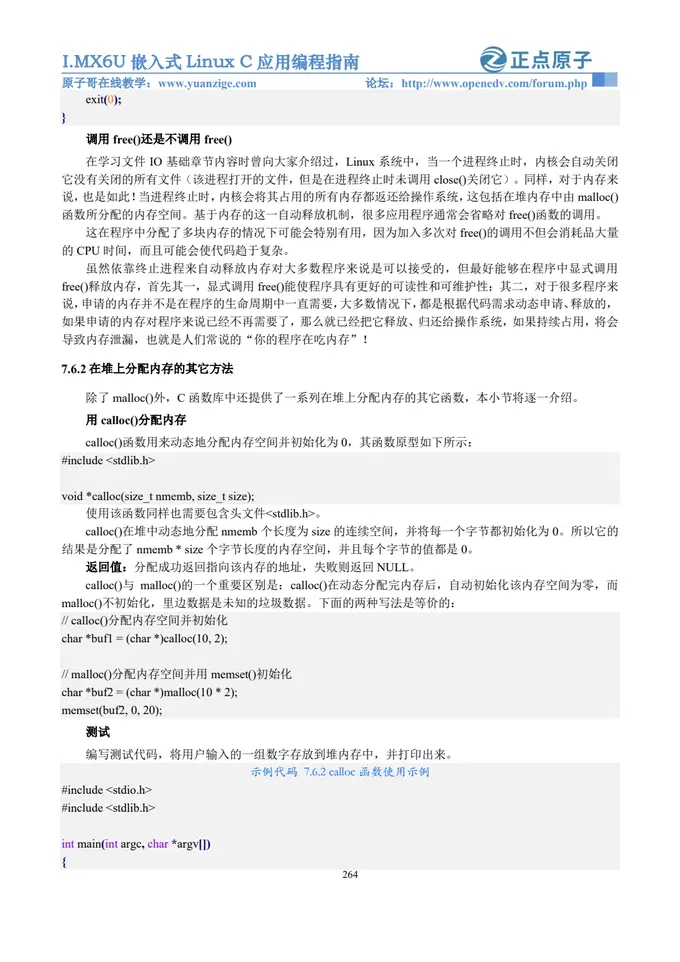 I.MX6U 嵌入式 Linux C 应用编程指南
正点原子
原子哥在线教学：www.yuanzige.com 论坛：http://www.openedv.com/forum.php
exit(0);
}
调用 free()还是不调用 free()
在学习文件 IO 基础章节内容时曾向大家介绍过，Linux 系统中，当一个进程终止时，内核会自动关闭
它没有关闭的所有文件（该进程打开的文件，但是在进程终止时未调用 close()关闭它）。同样，对于内存来
说，也是如此！当进程终止时，内核会将其占用的所有内存都返还给操作系统，这包括在堆内存中由 malloc()
函数所分配的内存空间。基于内存的这一自动释放机制，很多应用程序通常会省略对 free()函数的调用。
这在程序中分配了多块内存的情况下可能会特别有用，因为加入多次对 free()的调用不但会消耗品大量
的 CPU 时间，而且可能会使代码趋于复杂。
虽然依靠终止进程来自动释放内存对大多数程序来说是可以接受的，但最好能够在程序中显式调用
free()释放内存，首先其一，显式调用 free()能使程序具有更好的可读性和可维护性；其二，对于很多程序来
说，申请的内存并不是在程序的生命周期中一直需要，大多数情况下，都是根据代码需求动态申请、释放的，
如果申请的内存对程序来说已经不再需要了，那么就已经把它释放、归还给操作系统，如果持续占用，将会
导致内存泄漏，也就是人们常说的“你的程序在吃内存”！
7.6.2 在堆上分配内存的其它方法
除了 malloc()外，C 函数库中还提供了一系列在堆上分配内存的其它函数，本小节将逐一介绍。
用 calloc()分配内存
calloc()函数用来动态地分配内存空间并初始化为 0，其函数原型如下所示：
#include <stdlib.h>
void *calloc(size_t nmemb, size_t size);
使用该函数同样也需要包含头文件<stdlib.h>。
calloc()在堆中动态地分配 nmemb 个长度为 size 的连续空间，并将每一个字节都初始化为 0。所以它的
结果是分配了 nmemb * size 个字节长度的内存空间，并且每个字节的值都是 0。
返回值：分配成功返回指向该内存的地址，失败则返回 NULL。
calloc()与 malloc()的一个重要区别是：calloc()在动态分配完内存后，自动初始化该内存空间为零，而
malloc()不初始化，里边数据是未知的垃圾数据。下面的两种写法是等价的：
// calloc()分配内存空间并初始化
char *buf1 = (char *)calloc(10, 2);
// malloc()分配内存空间并用 memset()初始化
char *buf2 = (char *)malloc(10 * 2);
memset(buf2, 0, 20);
测试
编写测试代码，将用户输入的一组数字存放到堆内存中，并打印出来。
示例代码 7.6.2 calloc 函数使用示例
#include <stdio.h>
#include <stdlib.h>
int main(int argc, char *argv[])
{
264